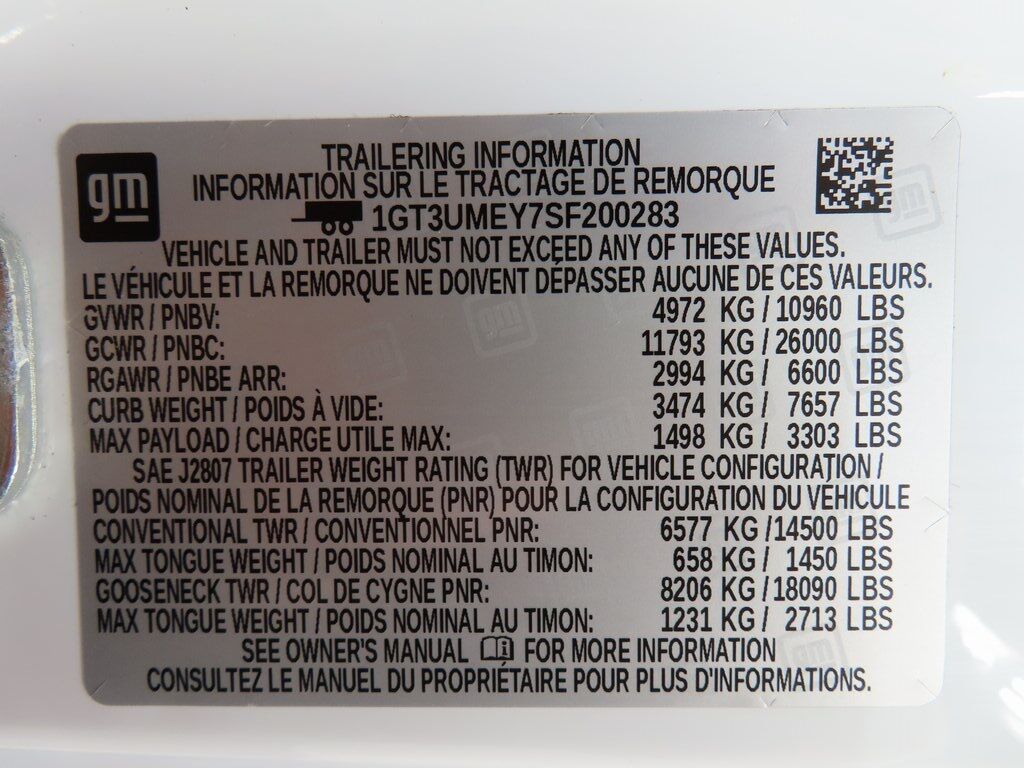 gm
TRAILERING INFORMATION
INFORMATION SUR LE TRACTAGE DE REMORQUE
1GT3UMEY7SF200283
VEHICLE AND TRAILER MUST NOT EXCEED ANY OF THESE VALUES.
LE VÉHICULE ET LA REMORQUE NE DOIVENT DÉPASSER AUCUNE DE CES VALEURS.
GVWR / PNBV: 4972 KG / 10960 LBS
GCWR / PNBC: 11793 KG / 26000 LBS
RGAWR / PNBE ARR: 2994 KG / 6600 LBS
CURB WEIGHT / POIDS À VIDE: 3474 KG / 7657 LBS
MAX PAYLOAD / CHARGE UTILE MAX: 1498 KG / 3303 LBS
SAE J2807 TRAILER WEIGHT RATING (TWR) FOR VEHICLE CONFIGURATION /
POIDS NOMINAL DE LA REMORQUE (PNR) POUR LA CONFIGURATION DU VÉHICULE
CONVENTIONAL TWR / CONVENTIONNEL PNR: 6577 KG /14500 LBS
MAX TONGUE WEIGHT / POIDS NOMINAL AU TIMON: 658 KG / 1450 LBS
GOOSENECK TWR / COL DE CYGNE PNR: 8206 KG /18090 LBS
MAX TONGUE WEIGHT / POIDS NOMINAL AU TIMON: 1231 KG / 2713 LBS
SEE OWNER'S MANUAL FOR MORE INFORMATION
CONSULTEZ LE MANUEL DU PROPRIÉTAIRE POUR PLUS D'INFORMATIONS.